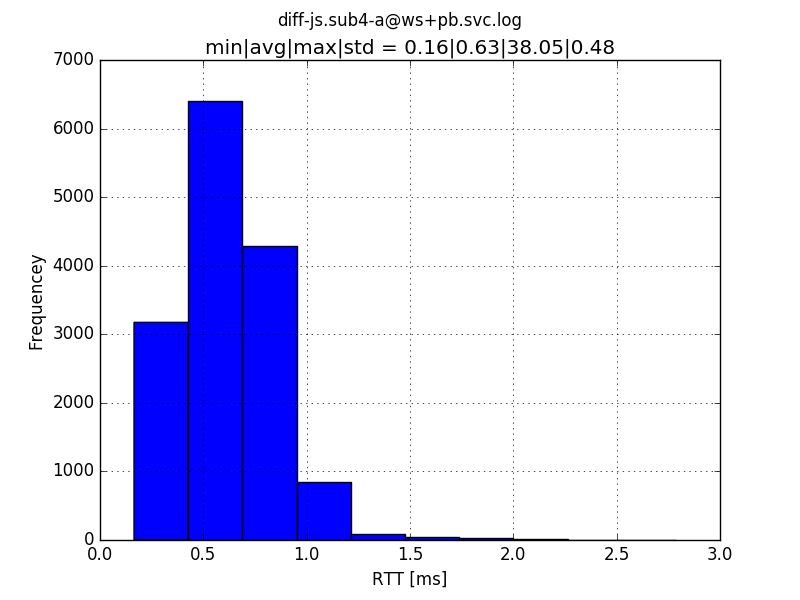 diff-js.sub4-a@ws+pb.svc.log
min|avg|max|std = 0.16|0.63|38.05|0.48
7000
6000
5000
4000
3000
2000
1000
0
Frequencey
0.0 0.5 1.0 1.5 2.0 2.5 3.0
RTT [ms]